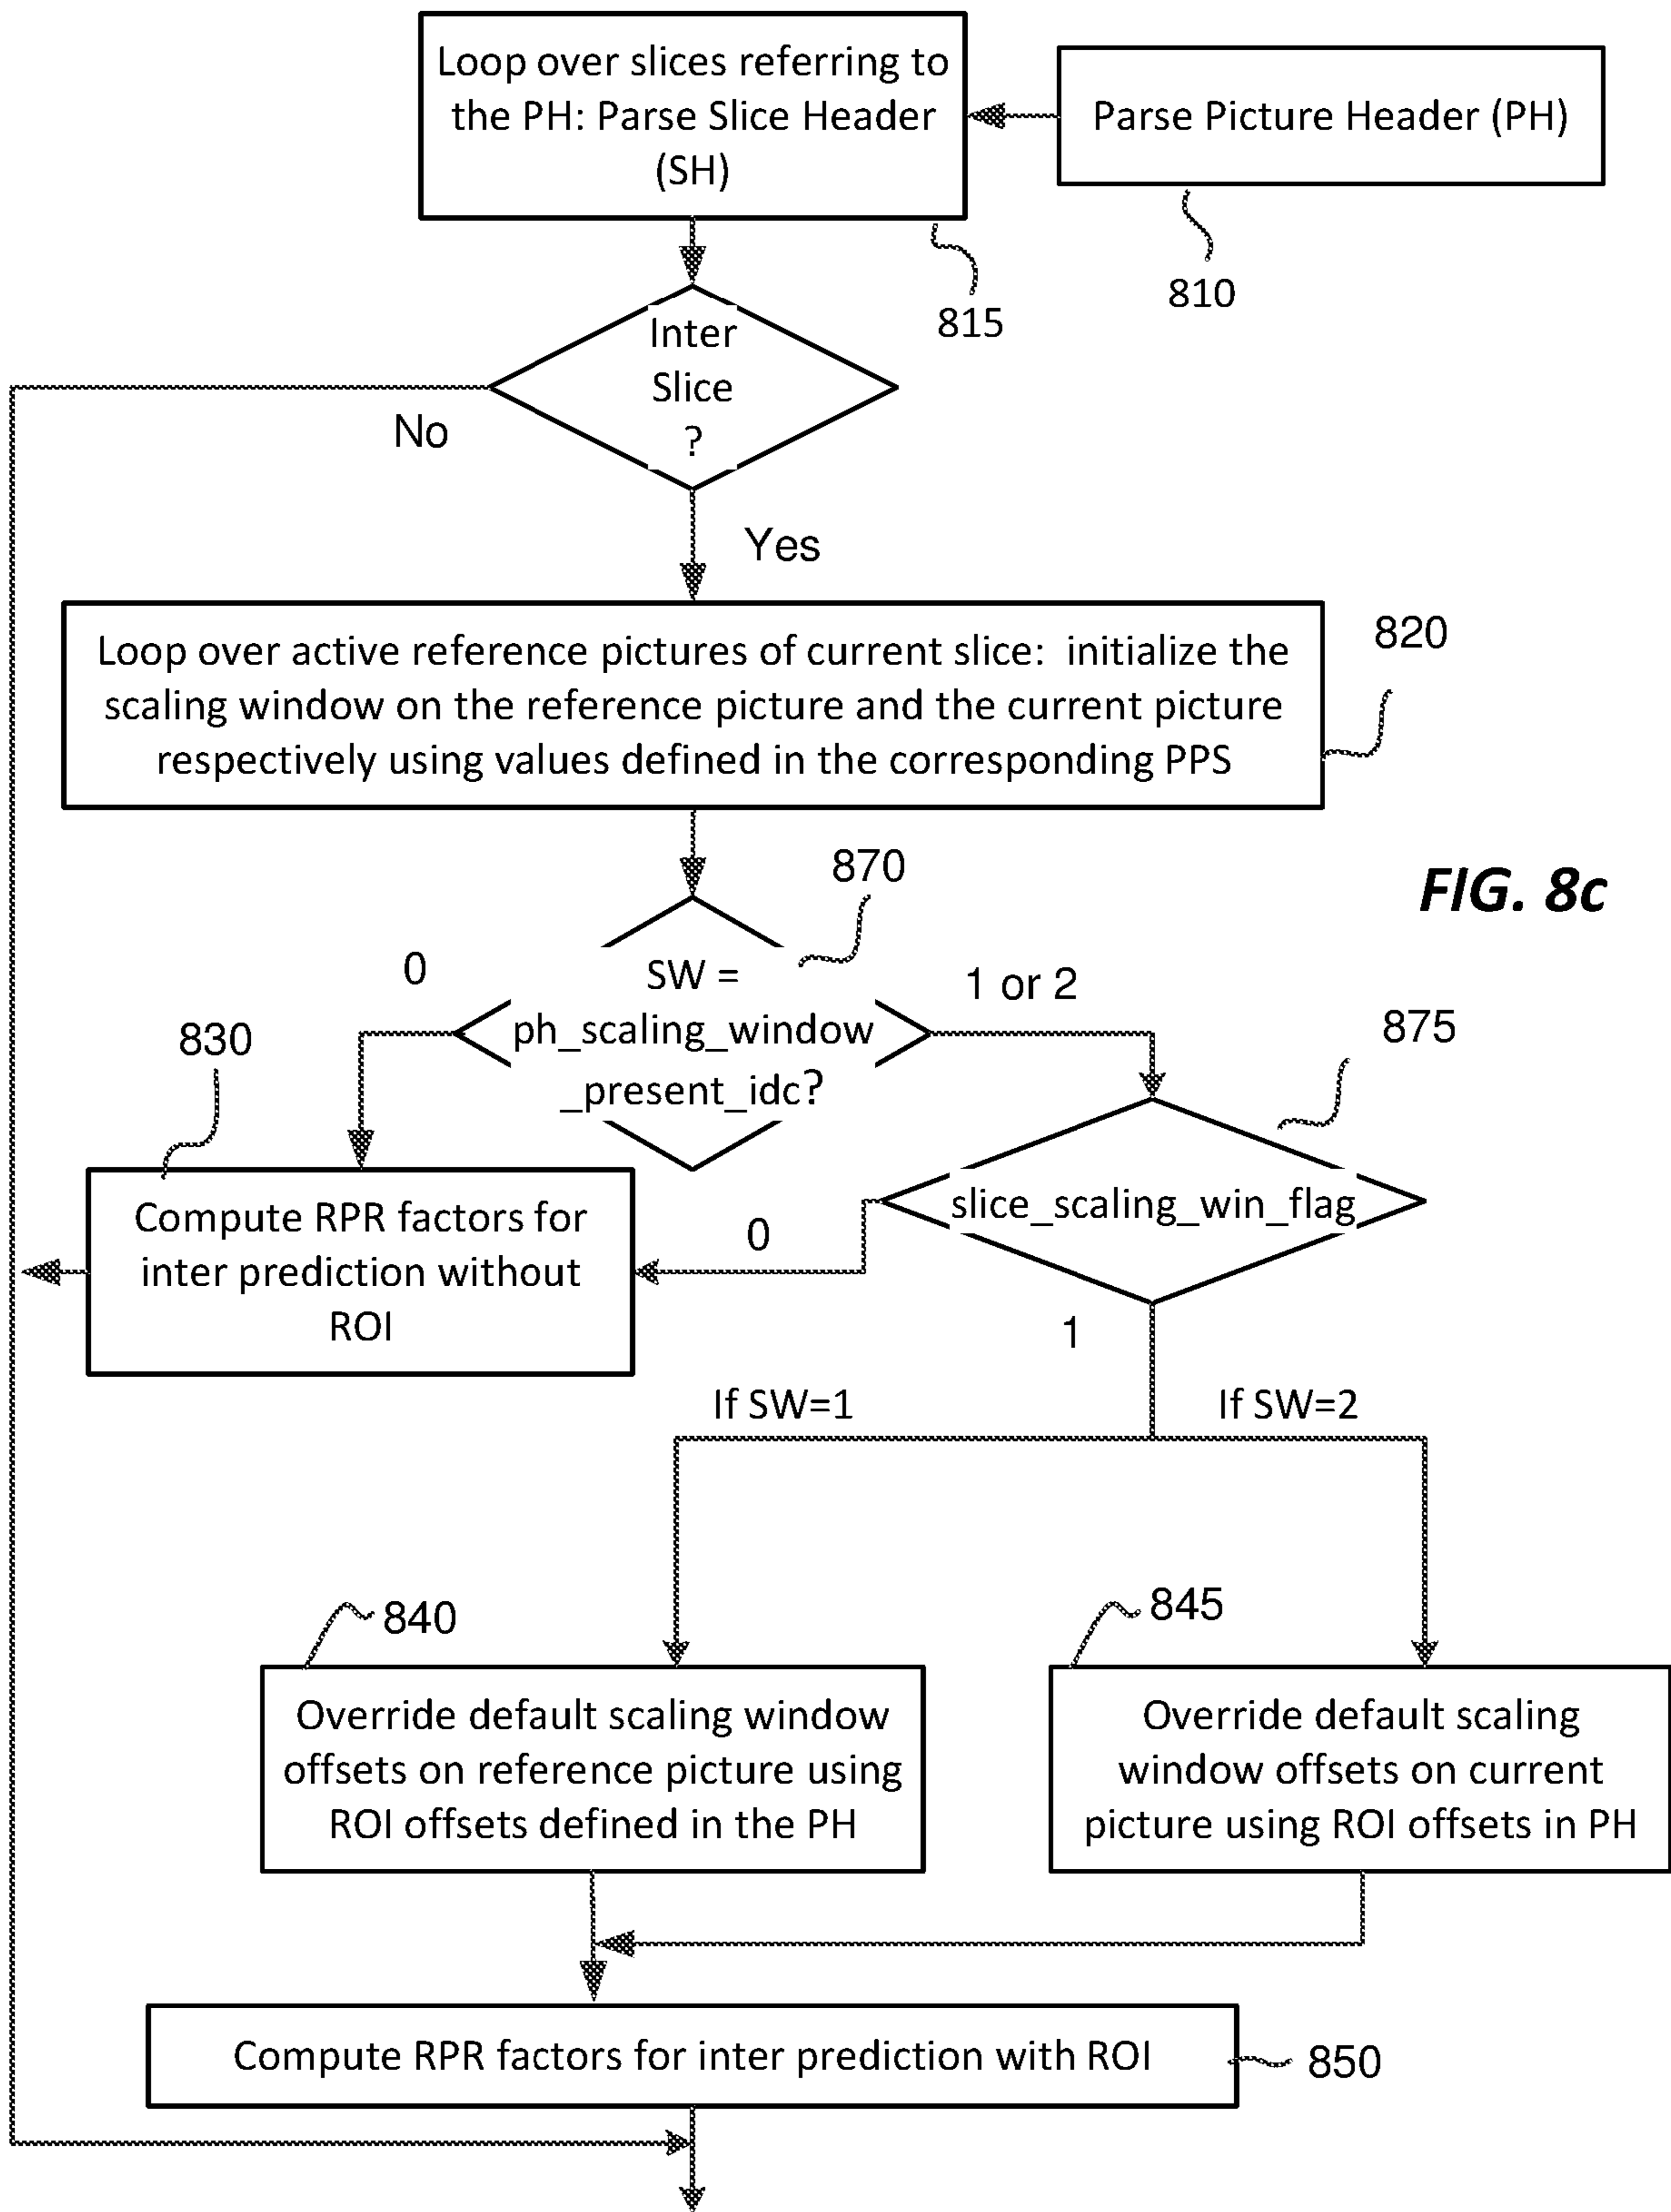 Loop over slices referring to
the PH: Parse Slice Header
(SH)
Parse Picture Header (PH)
810
815
Inter
Slice
?
No
Yes
Loop over active reference pictures of current slice: initialize the
scaling window on the reference picture and the current picture
respectively using values defined in the corresponding PPS
820
870
FIG. 8c
0
SW =
ph_scaling_window
_present_idc?
1 or 2
830
875
Compute RPR factors for
inter prediction without
ROI
0
slice_scaling_win_flag
1
If SW=1
If SW=2
840
845
Override default scaling window
offsets on reference picture using
ROI offsets defined in the PH
Override default scaling
window offsets on current
picture using ROI offsets in PH
Compute RPR factors for inter prediction with ROI
850